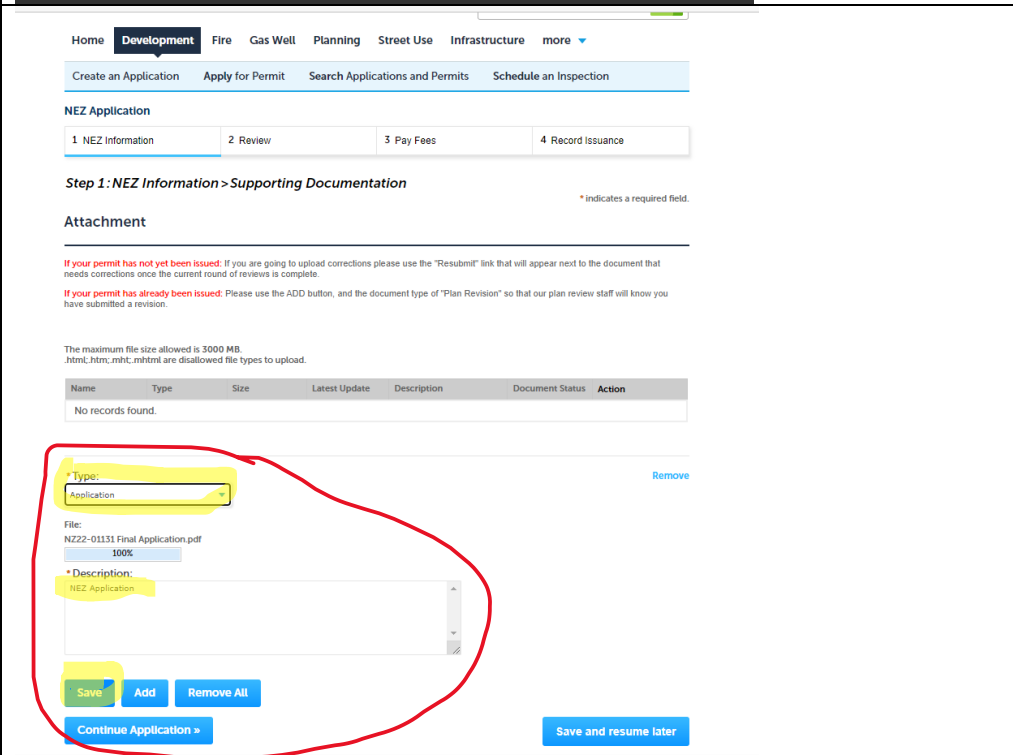 Home Development Fire Gas Well Planning Street Use Infrastructure more
Create an Application Apply for Permit Search Applications and Permits Schedule an Inspection
NEZ Application
1 NEZ Information 2 Review 3 Pay Fees 4 Record Issuance
Step 1:NEZ Information>Supporting Documentation
* indicates a required field.
Attachment
If your permit has not yet been issued: If you are going to upload corrections please use the "Resubmit" link that will appear next to the document that
needs corrections once the current round of reviews is complete.
If your permit has already been issued: Please use the ADD button, and the document type of "Plan Revision" so that our plan review staff will know you
have submitted a revision.
The maximum file size allowed is 3000 MB.
.html;.htm;.mht;.mhtml are disallowed file types to upload.
Name Type Size Latest Update Description Document Status Action
No records found.
*Type: Remove
Application
File:
NZ22-01131 Final Application.pdf
100%
*Description:
NEZ Application
Save Add Remove All
Continue Application » Save and resume later